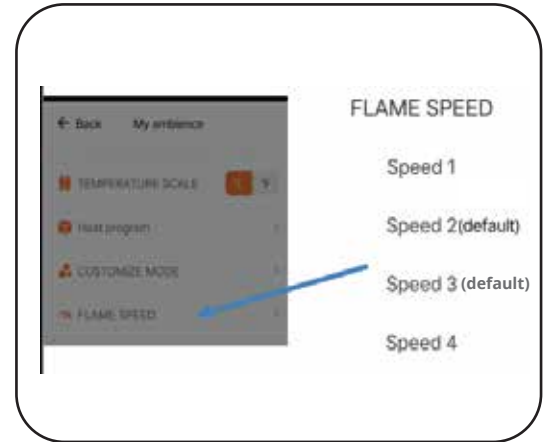 ← Back My ambience
TEMPERATURE SCALE F
Heat program
CUSTOMIZE MODE
FLAME SPEED
FLAME SPEED
Speed 1
Speed 2(default)
Speed 3 (default)
Speed 4